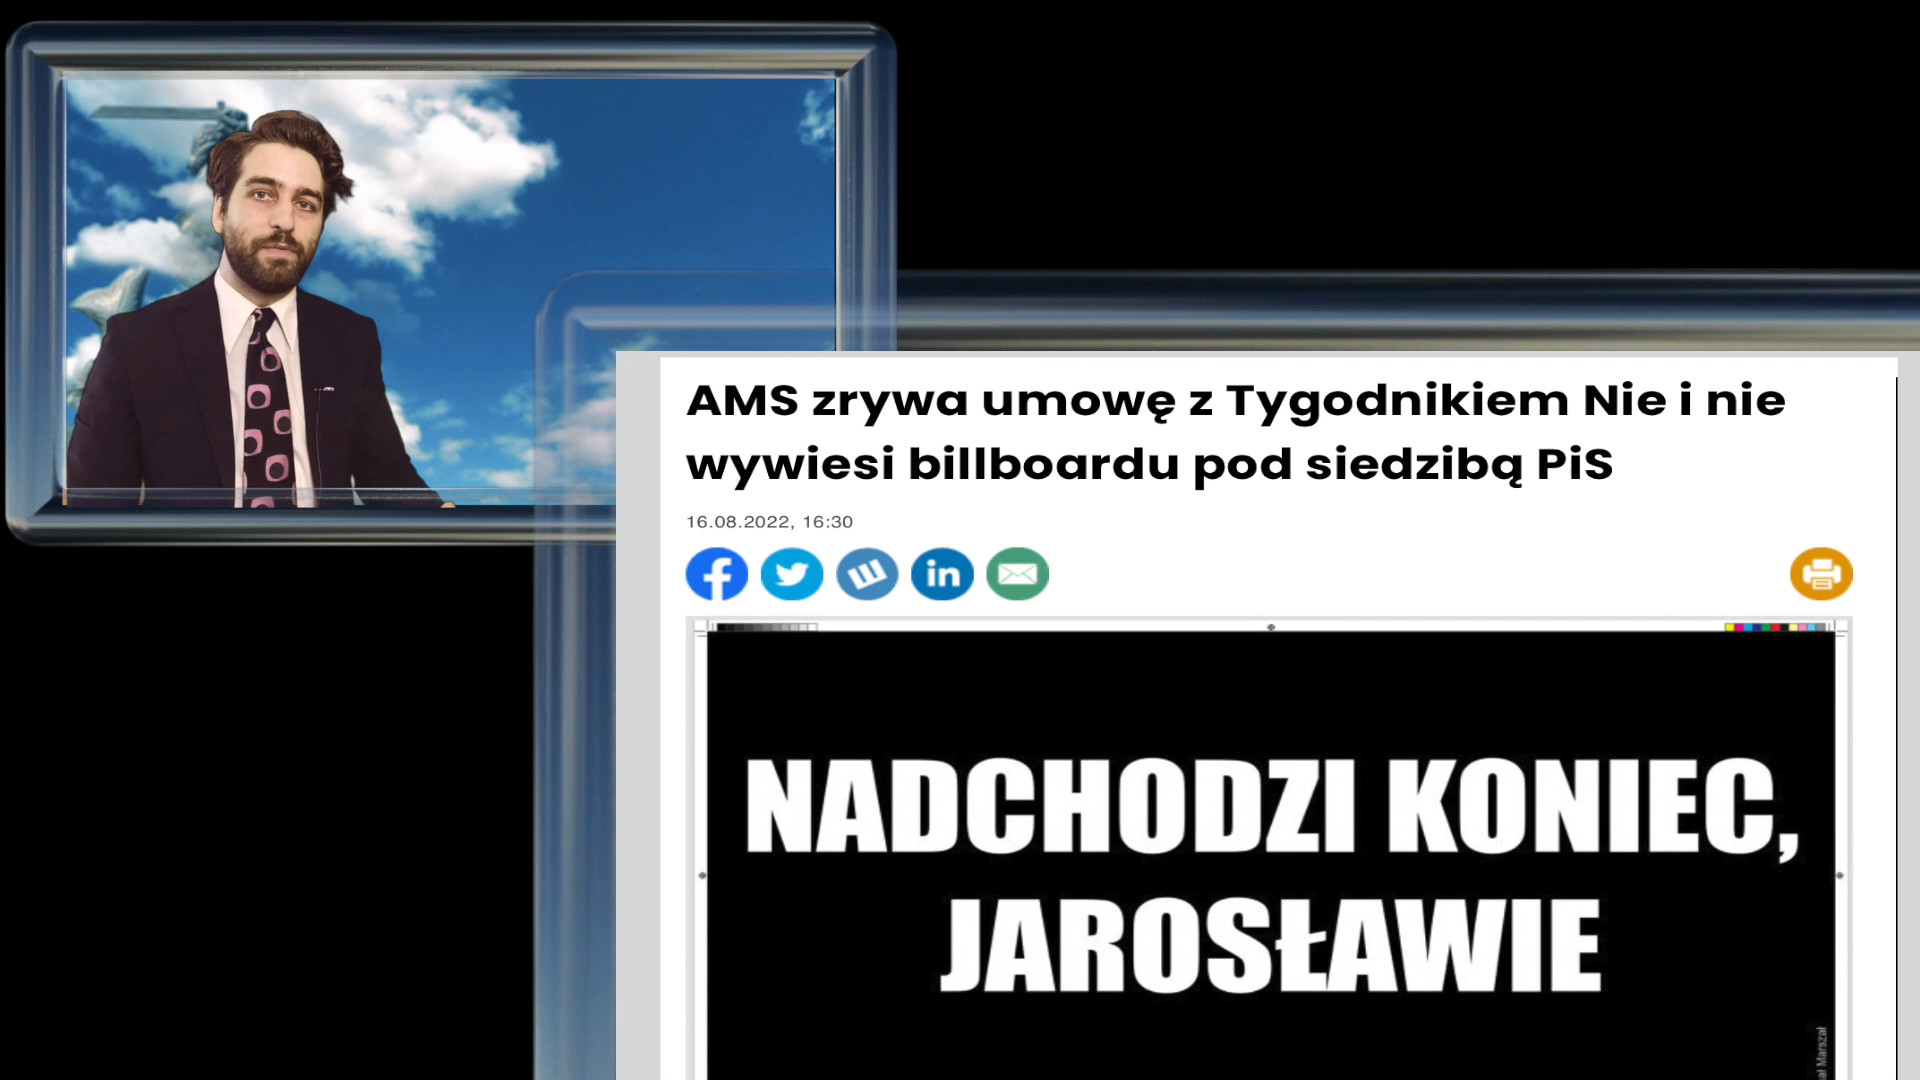 AMS zrywa umowę z Tygodnikiem Nie i nie
wywiesi billboardu pod siedzibą PiS
16.08.2022, 16:30
NADCHODZI KONIEC,
JAROSŁAWIE